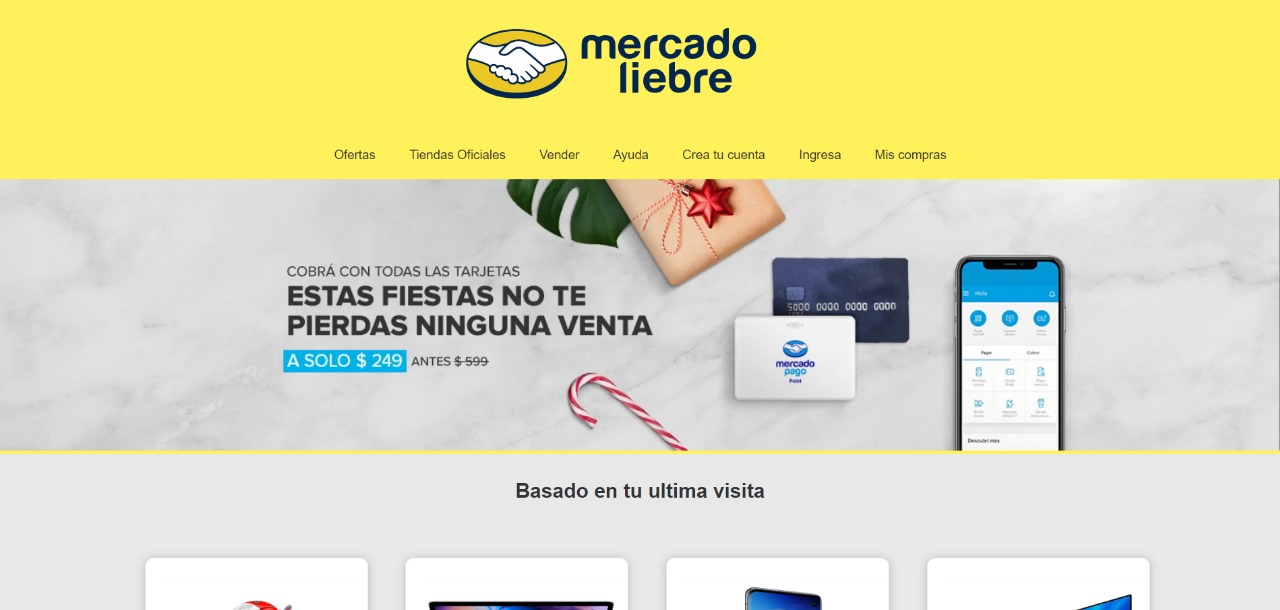 mercado
liebre
Ofertas Tiendas Oficiales Vender Ayuda Crea tu cuenta Ingresa Mis compras
COBRÁ CON TODAS LAS TARJETAS
ESTAS FIESTAS NO TE
PIERDAS NINGUNA VENTA
A SOLO $ 249 ANTES $ 599
5000 0000 0000 0000
mercado
pago
Point
Hola
Pagar Cobrar
Descubrí más
Basado en tu ultima visita